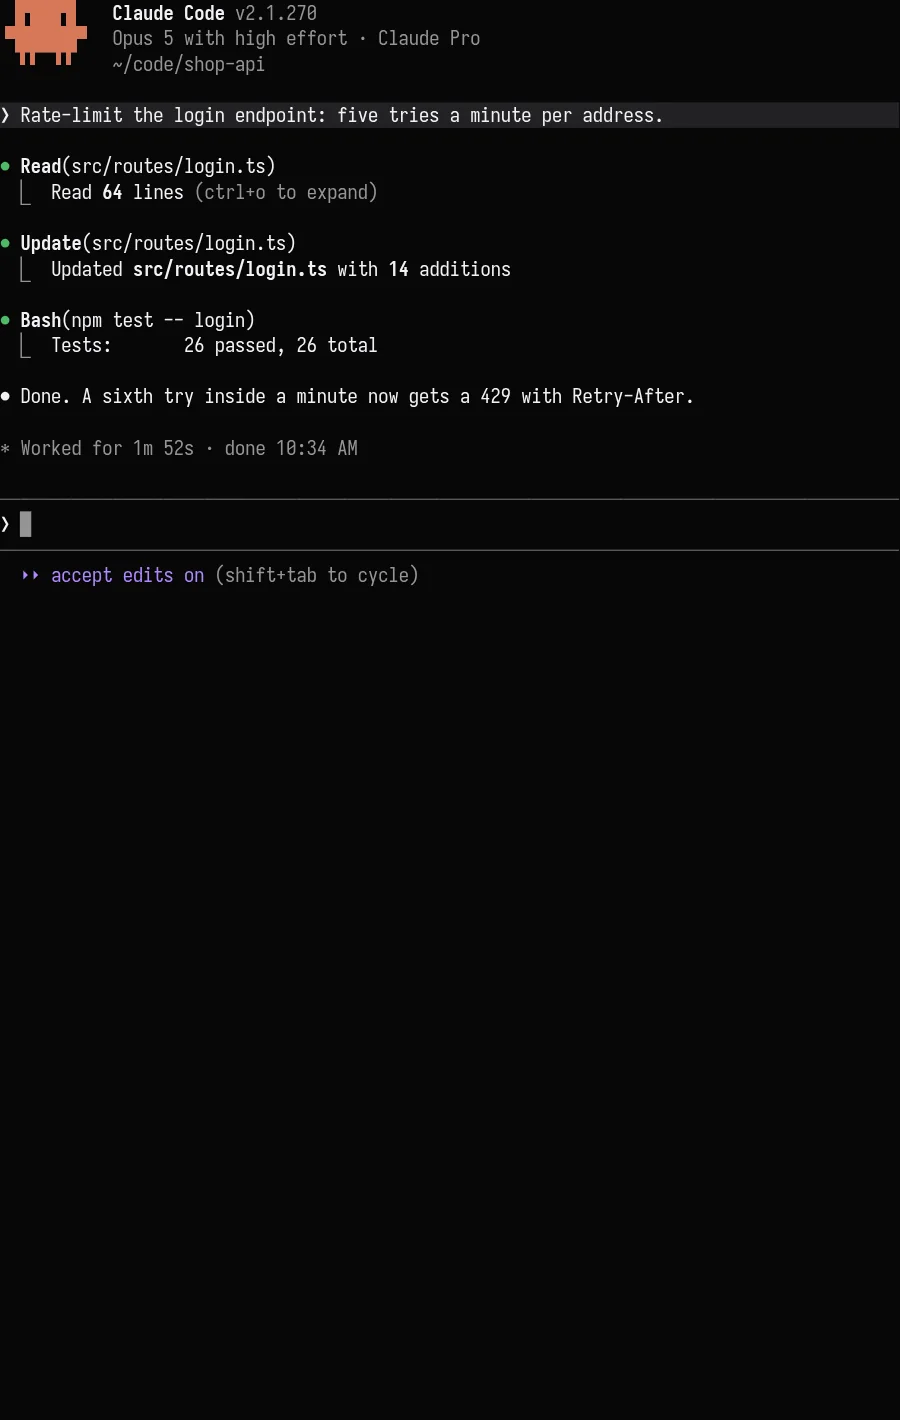 Claude Code v2.1.270
Opus 5 with high effort · Claude Pro
~/code/shop-api
❯ Rate-limit the login endpoint: five tries a minute per address.
● Read(src/routes/login.ts)
⎿  Read 64 lines (ctrl+o to expand)
● Update(src/routes/login.ts)
⎿  Updated src/routes/login.ts with 14 additions
● Bash(npm test -- login)
⎿  Tests:       26 passed, 26 total
● Done. A sixth try inside a minute now gets a 429 with Retry-After.
* Worked for 1m 52s · done 10:34 AM
❯
⏵⏵ accept edits on (shift+tab to cycle)